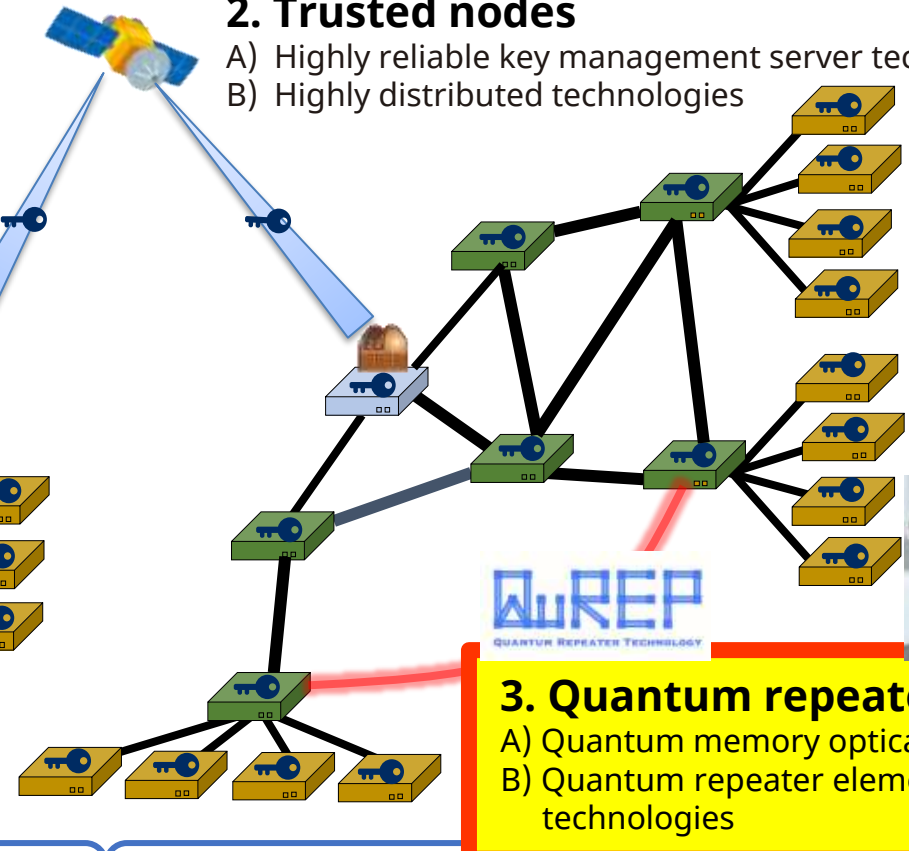 2. Trusted nodes
A) Highly reliable key management server
B) Highly distributed technologies
QuREP
QUANTUM REPEATER TECHNOLOGY
3. Quantum
A) Quantum memory
B) Quantum repeater
technologies